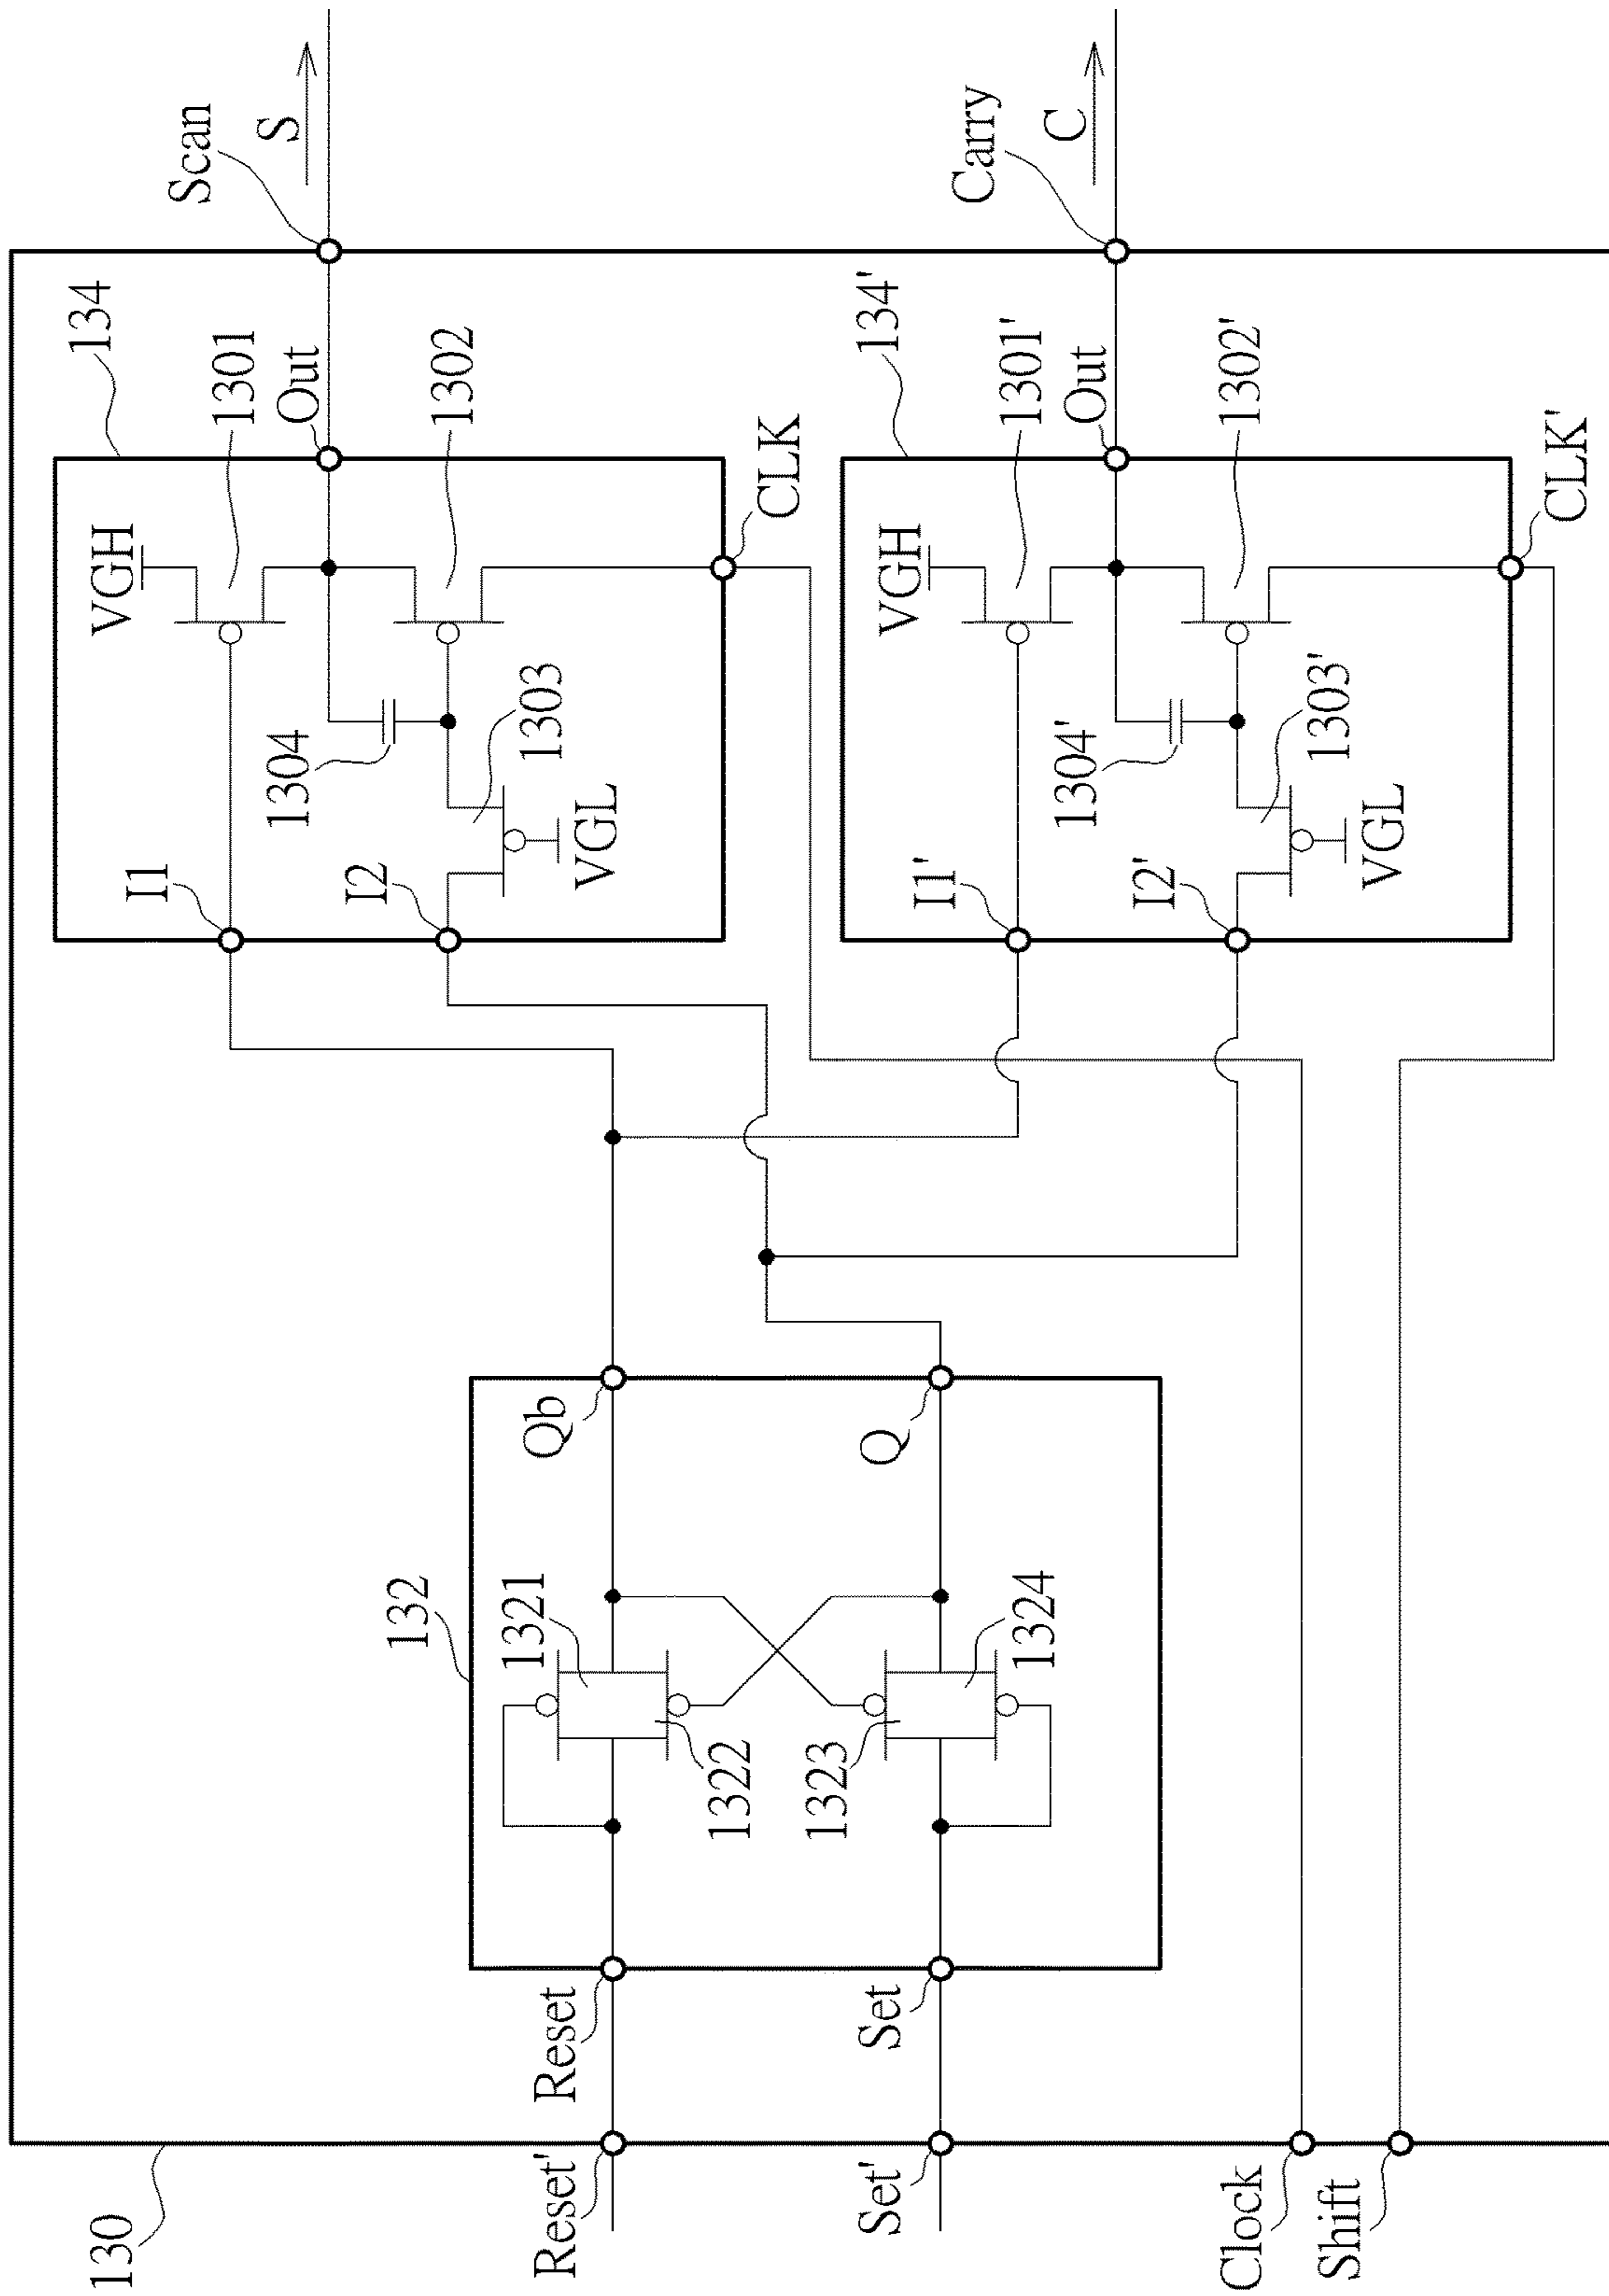 130
Reset'
Set'
Clock
Shift
Reset
Set
132
1321
1322
1323
1324
Qb
Q
134
I1
I2
VGH
1301
1302
1303
1304
VGL
Out
CLK
Scan
S
134'
I1'
I2'
VGH
1301'
1302'
1303'
1304'
VGL
Out
CLK'
Carry
C